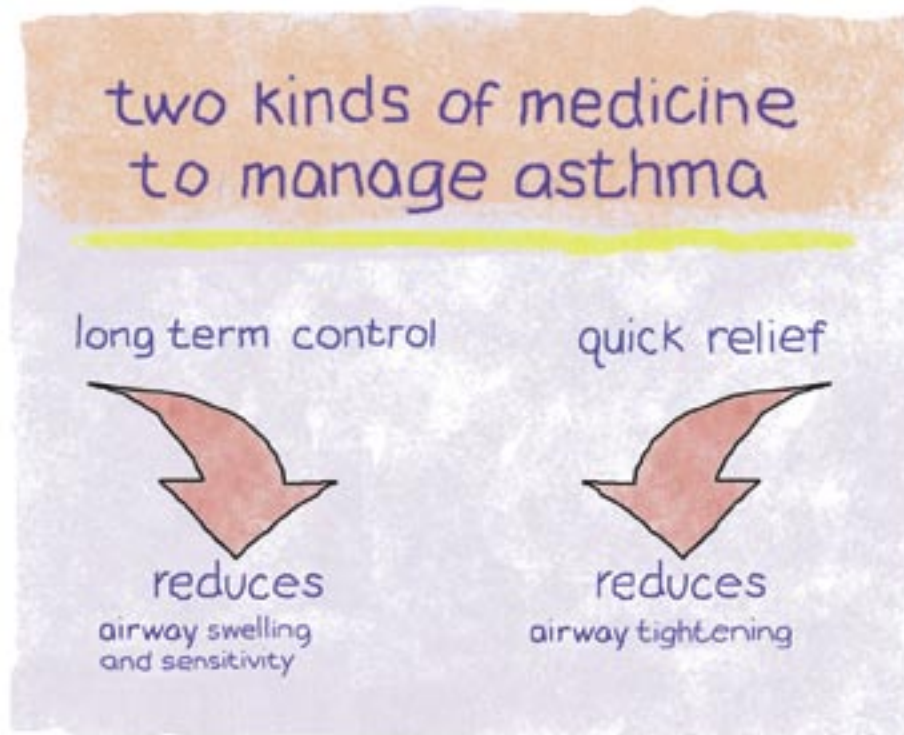 two kinds of medicine
to manage asthma
long term control
reduces
airway swelling
and sensitivity
quick relief
reduces
airway tightening